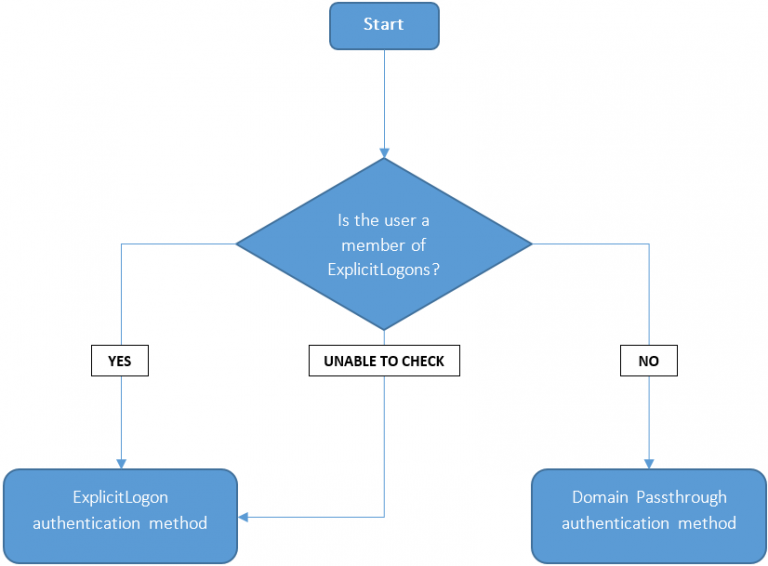 Start
Is the user a
member of
ExplicitLogons?
YES
UNABLE TO CHECK
NO
ExplicitLogon
authentication method
Domain Passthrough
authentication method